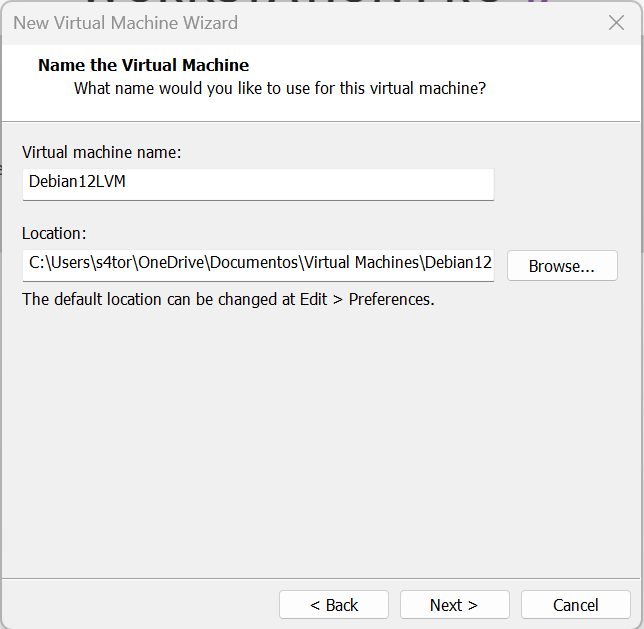 New Virtual Machine Wizard
Name the Virtual Machine
What name would you like to use for this virtual machine?
Virtual machine name:
Debian12LVM
Location:
C:\Users\s4tor\OneDrive\Documentos\Virtual Machines\Debian12
Browse...
The default location can be changed at Edit > Preferences.
< Back
Next >
Cancel